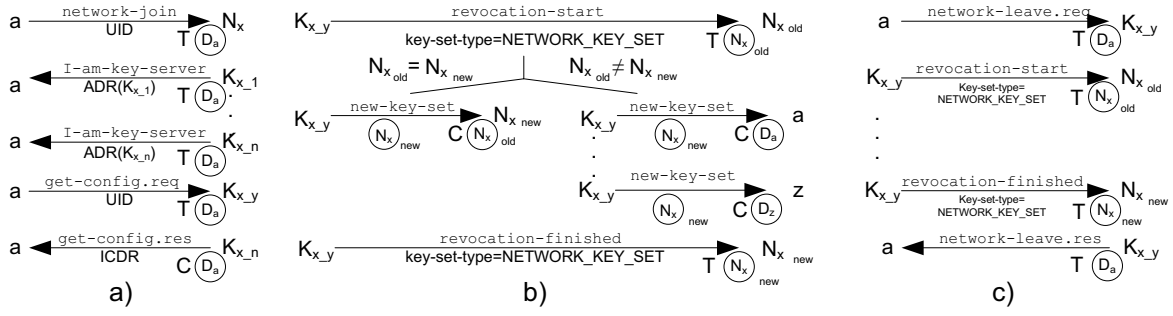 a network-join N_x
UID T D_a
a I-am-key-server K_x_1
ADR(K_x_1) T D_a
.
.
.
a I-am-key-server K_x_n
ADR(K_x_n) T D_a
a get-config.req K_x_y
UID T D_a
a get-config.res K_x_n
ICDR C D_a
a)
K_x_y revocation-start N_x old
key-set-type=NETWORK_KEY_SET T N_x old
N_x old = N_x new N_x old ≠ N_x new
K_x_y new-key-set N_x new
N_x new C N_x old
K_x_y new-key-set a
N_x new C D_a
.
.
.
K_x_y new-key-set z
N_x new C D_z
K_x_y revocation-finished N_x new
key-set-type=NETWORK_KEY_SET T N_x new
b)
a network-leave.req K_x_y
T D_a
K_x_y revocation-start N_x old
Key-set-type=
NETWORK_KEY_SET T N_x old
.
.
.
K_x_y revocation-finished N_x new
Key-set-type=
NETWORK_KEY_SET T N_x new
a network-leave.res K_x_y
T D_a
c)